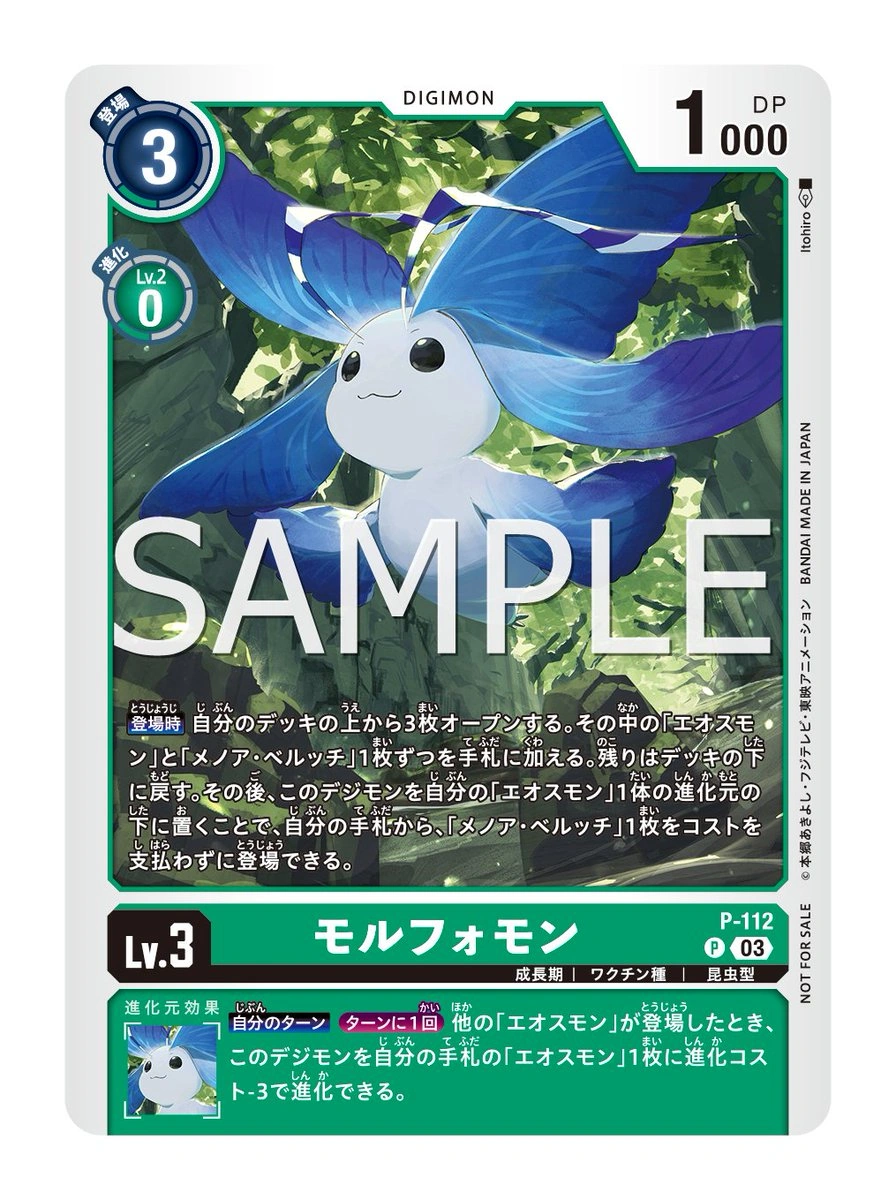 DIGIMON
登場
3
1000
DP
進化
Lv.2
0
Itohiro
SAMPLE
登場時 自分のデッキの上から3枚オープンする。その中の「エオスモ
ン」と「メノア・ベルッチ」1枚ずつを手札に加える。残りはデッキの下
に戻す。その後、このデジモンを自分の「エオスモン」1体の進化元の
下に置くことで、自分の手札から、「メノア・ベルッチ」1枚をコストを
支払わずに登場できる。
© 本郷あきよし・フジテレビ・東映アニメーション BANDAI MADE IN JAPAN
NOT FOR SALE
Lv.3
モルフォモン
P-112
P 03
成長期 | ワクチン種 | 昆虫型
進化元効果
自分のターン ターンに1回 他の「エオスモン」が登場したとき、
このデジモンを自分の手札の「エオスモン」1枚に進化コス
ト-3で進化できる。